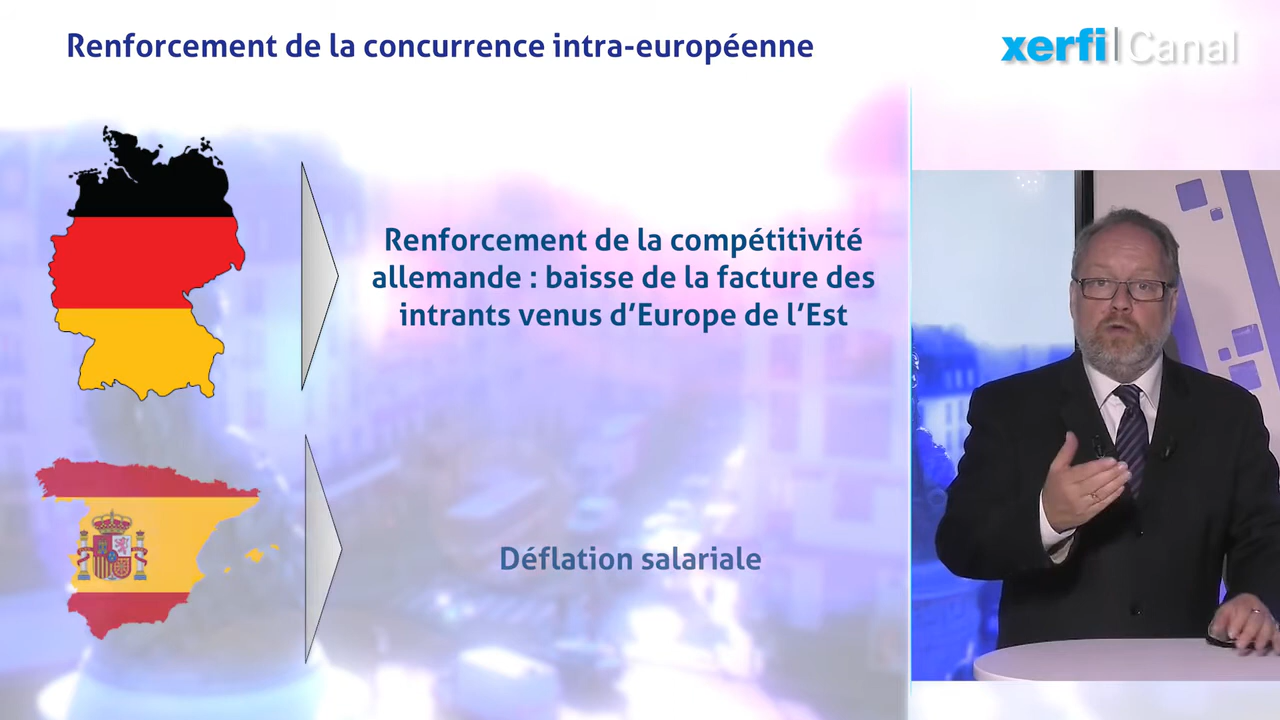 Renforcement de la concurrence intra-européenne
xerfi|Canal
Renforcement de la compétitivité
allemande : baisse de la facture des
intrants venus d’Europe de l’Est
Déflation salariale